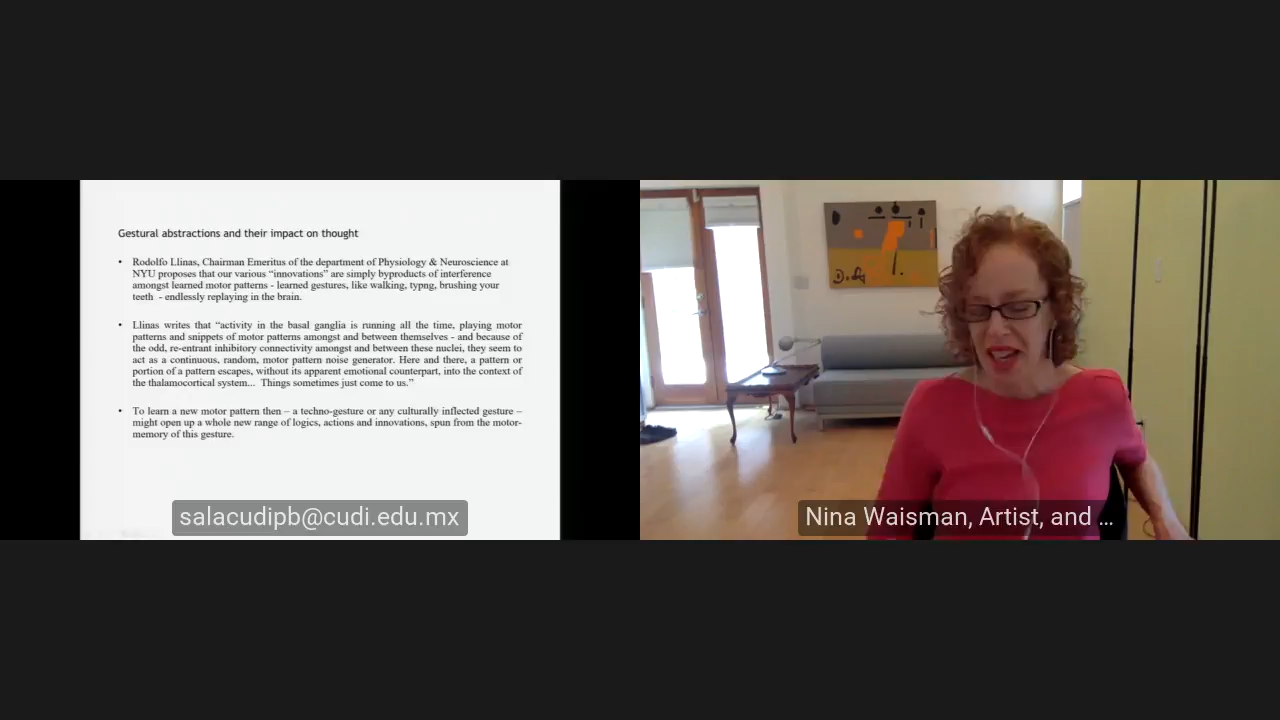 Gestural abstractions and their impact on thought
• Rodolfo Llinas, Chairman Emeritus of the department of Physiology & Neuroscience at
NYU proposes that our various “innovations” are simply byproducts of interference
amongst learned motor patterns - learned gestures, like walking, typng, brushing your
teeth - endlessly replaying in the brain.
• Llinas writes that “activity in the basal ganglia is running all the time, playing motor
patterns and snippets of motor patterns amongst and between themselves - and because of
the odd, re-entrant inhibitory connectivity amongst and between these nuclei, they seem to
act as a continuous, random, motor pattern noise generator. Here and there, a pattern or
portion of a pattern escapes, without its apparent emotional counterpart, into the context of
the thalamocortical system... Things sometimes just come to us.”
• To learn a new motor pattern then – a techno-gesture or any culturally inflected gesture –
might open up a whole new range of logics, actions and innovations, spun from the motor-
memory of this gesture.
salacudipb@cudi.edu.mx
Nina Waisman, Artist, and ...